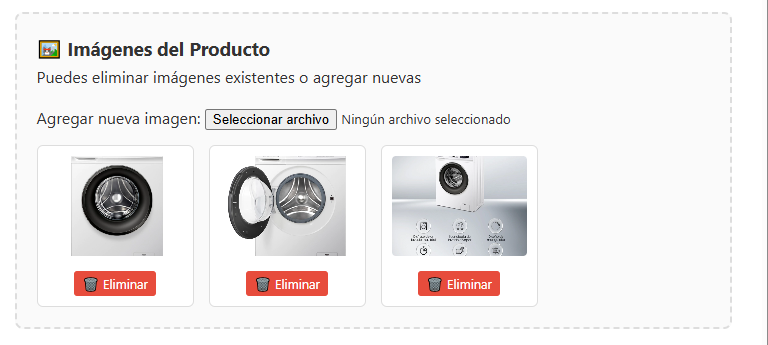 Imágenes del Producto
Puedes eliminar imágenes existentes o agregar nuevas
Agregar nueva imagen: Seleccionar archivo Ningún archivo seleccionado
Eliminar Eliminar Eliminar